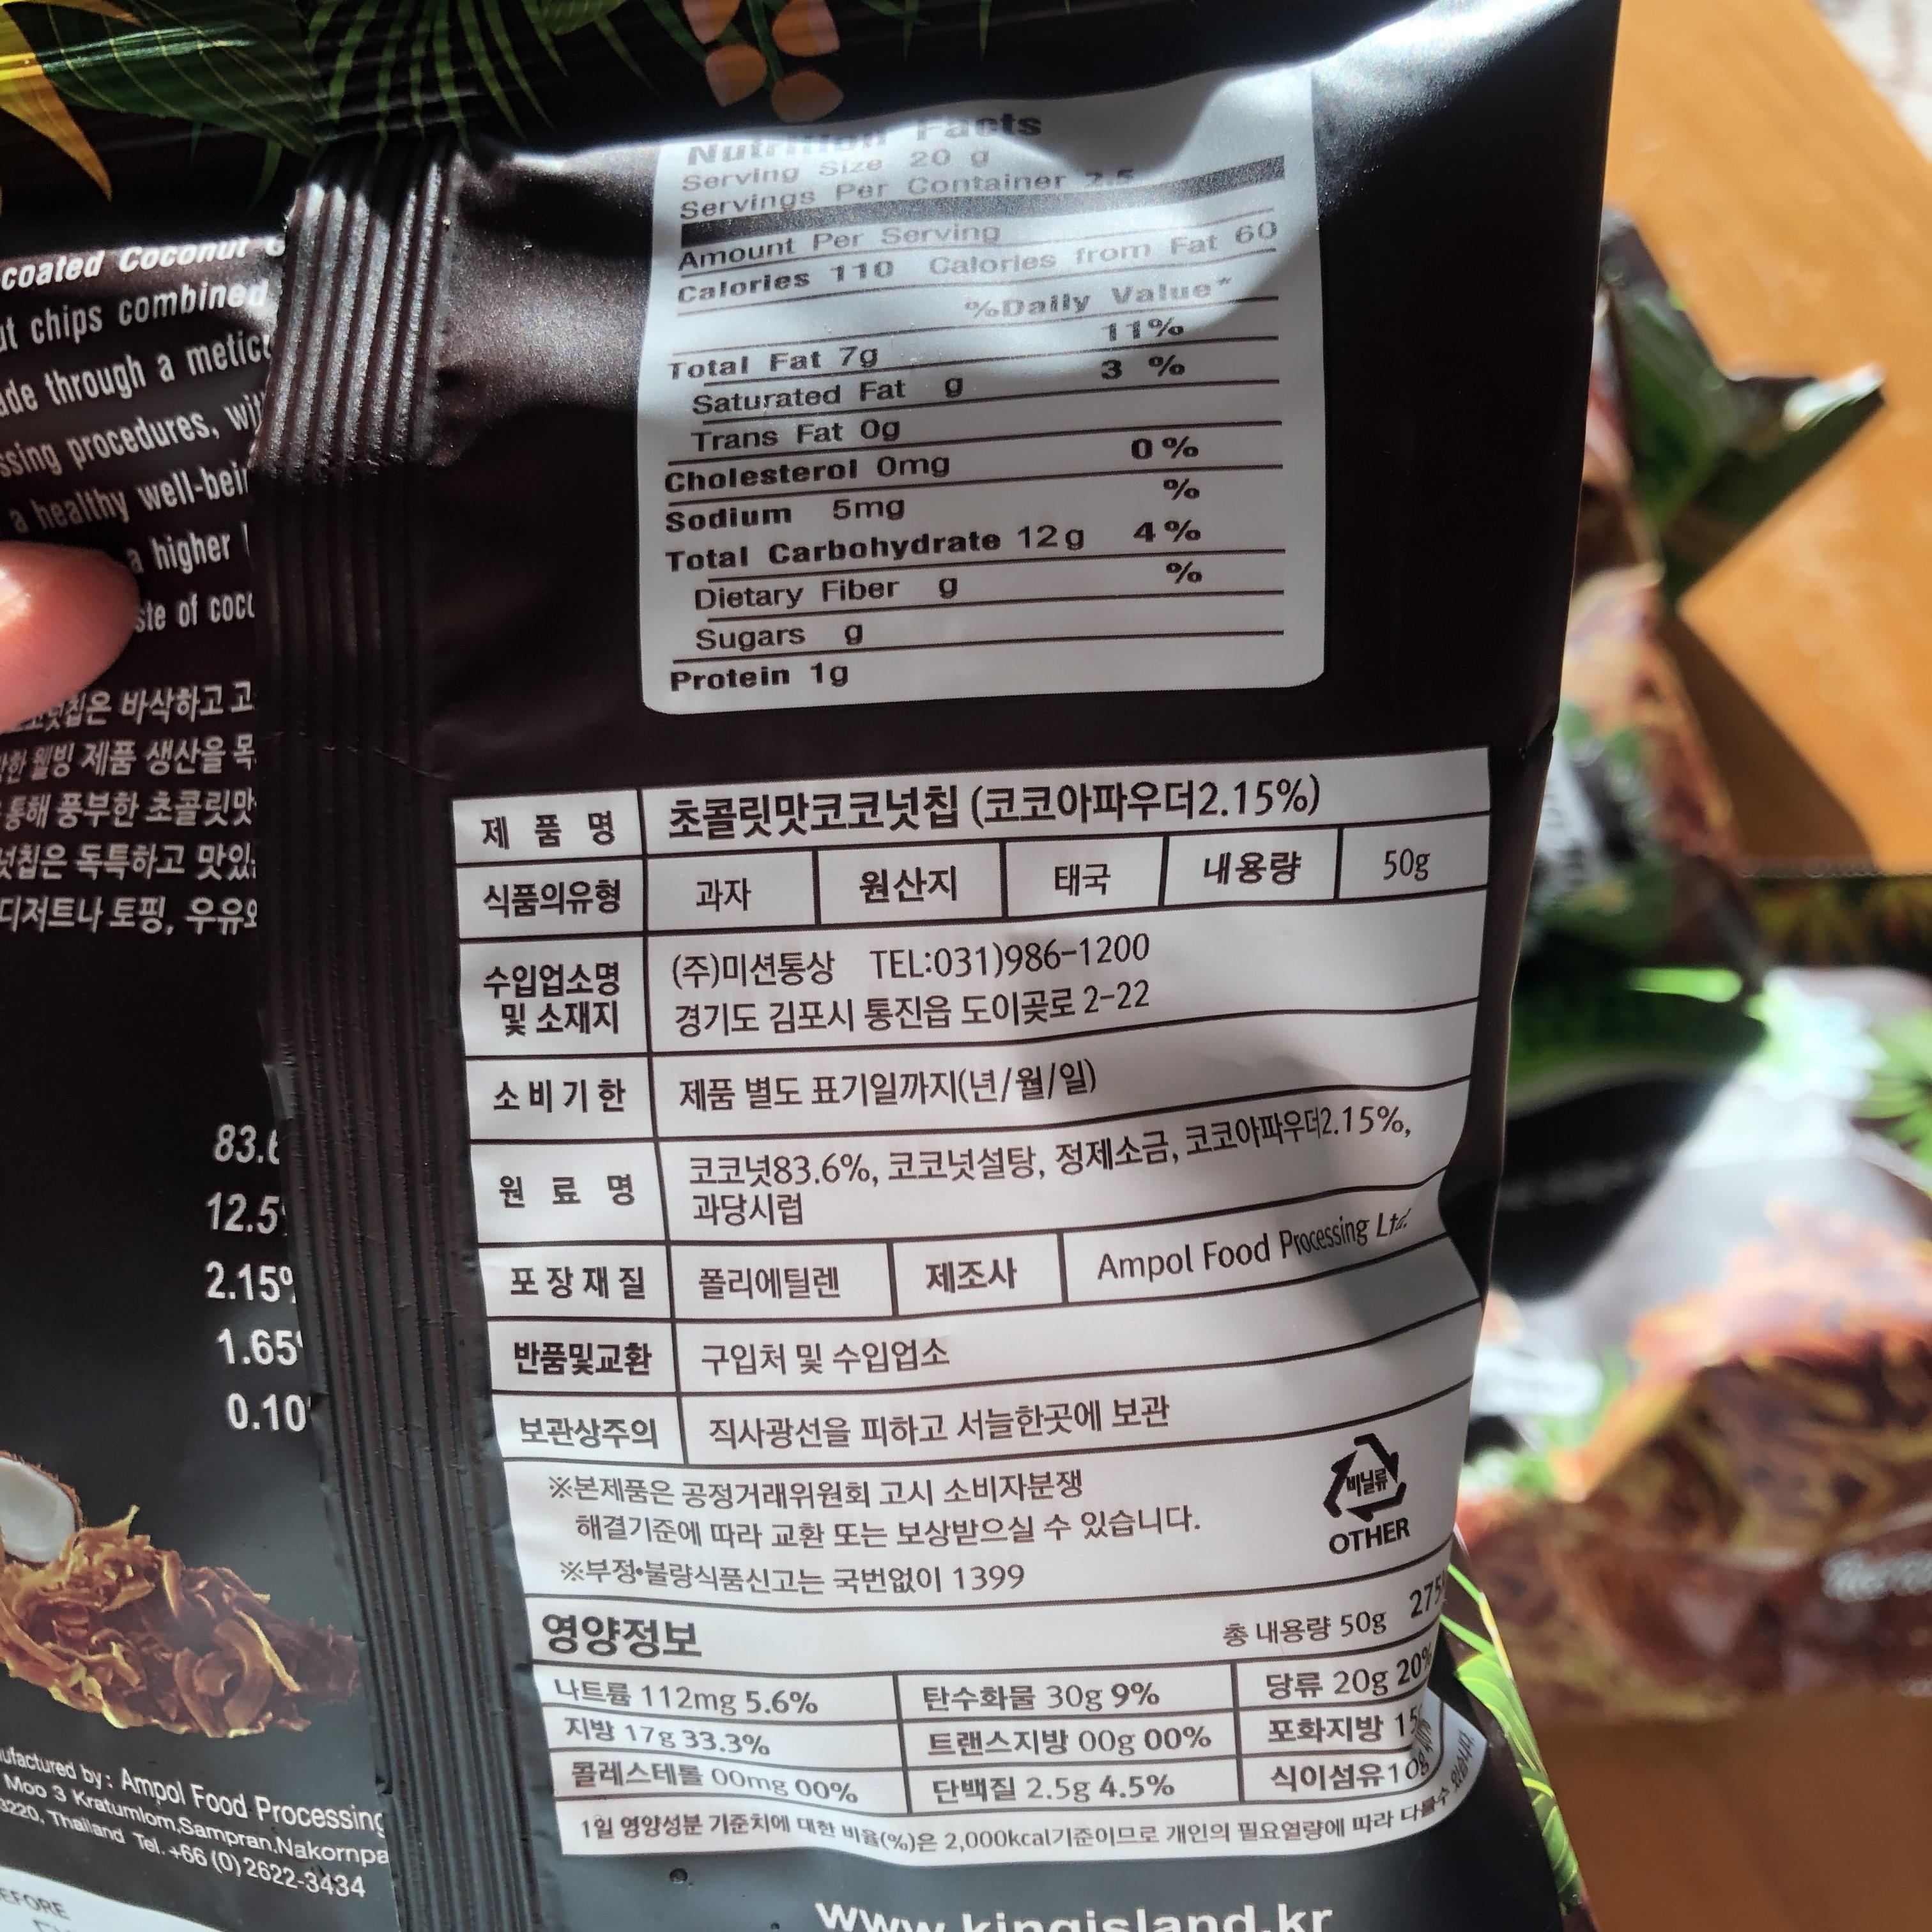 coated Coconut
chips combined
through a
procedures,
a healthy
a higher
of
바삭하고
웰빙 제품 생산을
통해 풍부한 초콜릿맛
독특하고
디저트나 토핑,
12.5
2.15%
1.65
0.10
Manufactured by: Ampol Food Processing
Moo 3 Kratumlom,Sampran,Nakornpa
Thailand Tel. +66 (0) 2622-3434
Nutrition Facts
Serving Size 20 g
Servings Per Container 2.5
Amount Per Serving
Calories 110 Calories from Fat 60
%Daily Value*
Total Fat 7g 11%
Saturated Fat g 3 %
Trans Fat 0g
Cholesterol 0mg 0 %
Sodium 5mg %
Total Carbohydrate 12 g 4 %
Dietary Fiber g %
Sugars g
Protein 1g
제 품 명 초콜릿맛코코넛칩 (코코아파우더2.15%)
식품의유형 과자 원산지 태국 내용량 50g
수입업소명 및 소재지 (주)미션통상 TEL:031)986-1200
경기도 김포시 통진읍 도이곶로 2-22
소 비 기 한 제품 별도 표기일까지(년/월/일)
원 료 명 코코넛83.6%, 코코넛설탕, 정제소금, 코코아파우더2.15%,
과당시럽
포 장 재 질 폴리에틸렌 제조사 Ampol Food Processing Ltd.
반품및교환 구입처 및 수입업소
보관상주의 직사광선을 피하고 서늘한곳에 보관
※본제품은 공정거래위원회 고시 소비자분쟁
해결기준에 따라 교환 또는 보상받으실 수 있습니다.
※부정•불량식품신고는 국번없이 1399
비닐류
OTHER
영양정보 총 내용량 50g 275
나트륨 112mg 5.6% 탄수화물 30g 9% 당류 20g 20%
지방 17g 33.3% 트랜스지방 00g 00% 포화지방 15
콜레스테롤 00mg 00% 단백질 2.5g 4.5% 식이섬유10g
1일 영양성분 기준치에 대한 비율(%)은 2,000kcal기준이므로 개인의 필요열량에 따라 다를수 있습니다
www.kingisland.kr